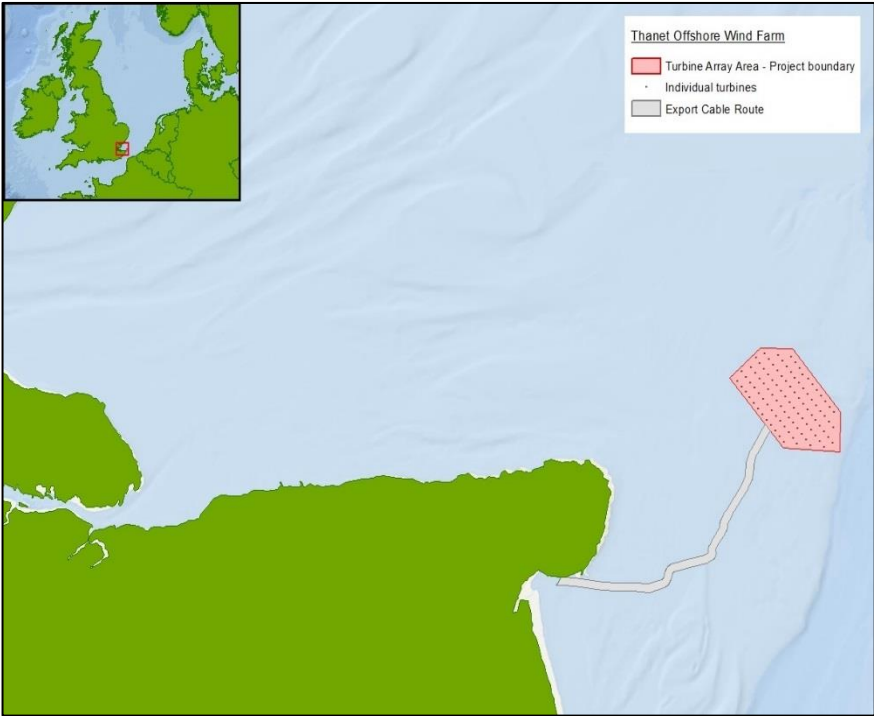 Thanet Offshore Wind Farm
Turbine Array Area - Project boundary
Individual turbines
Export Cable Route